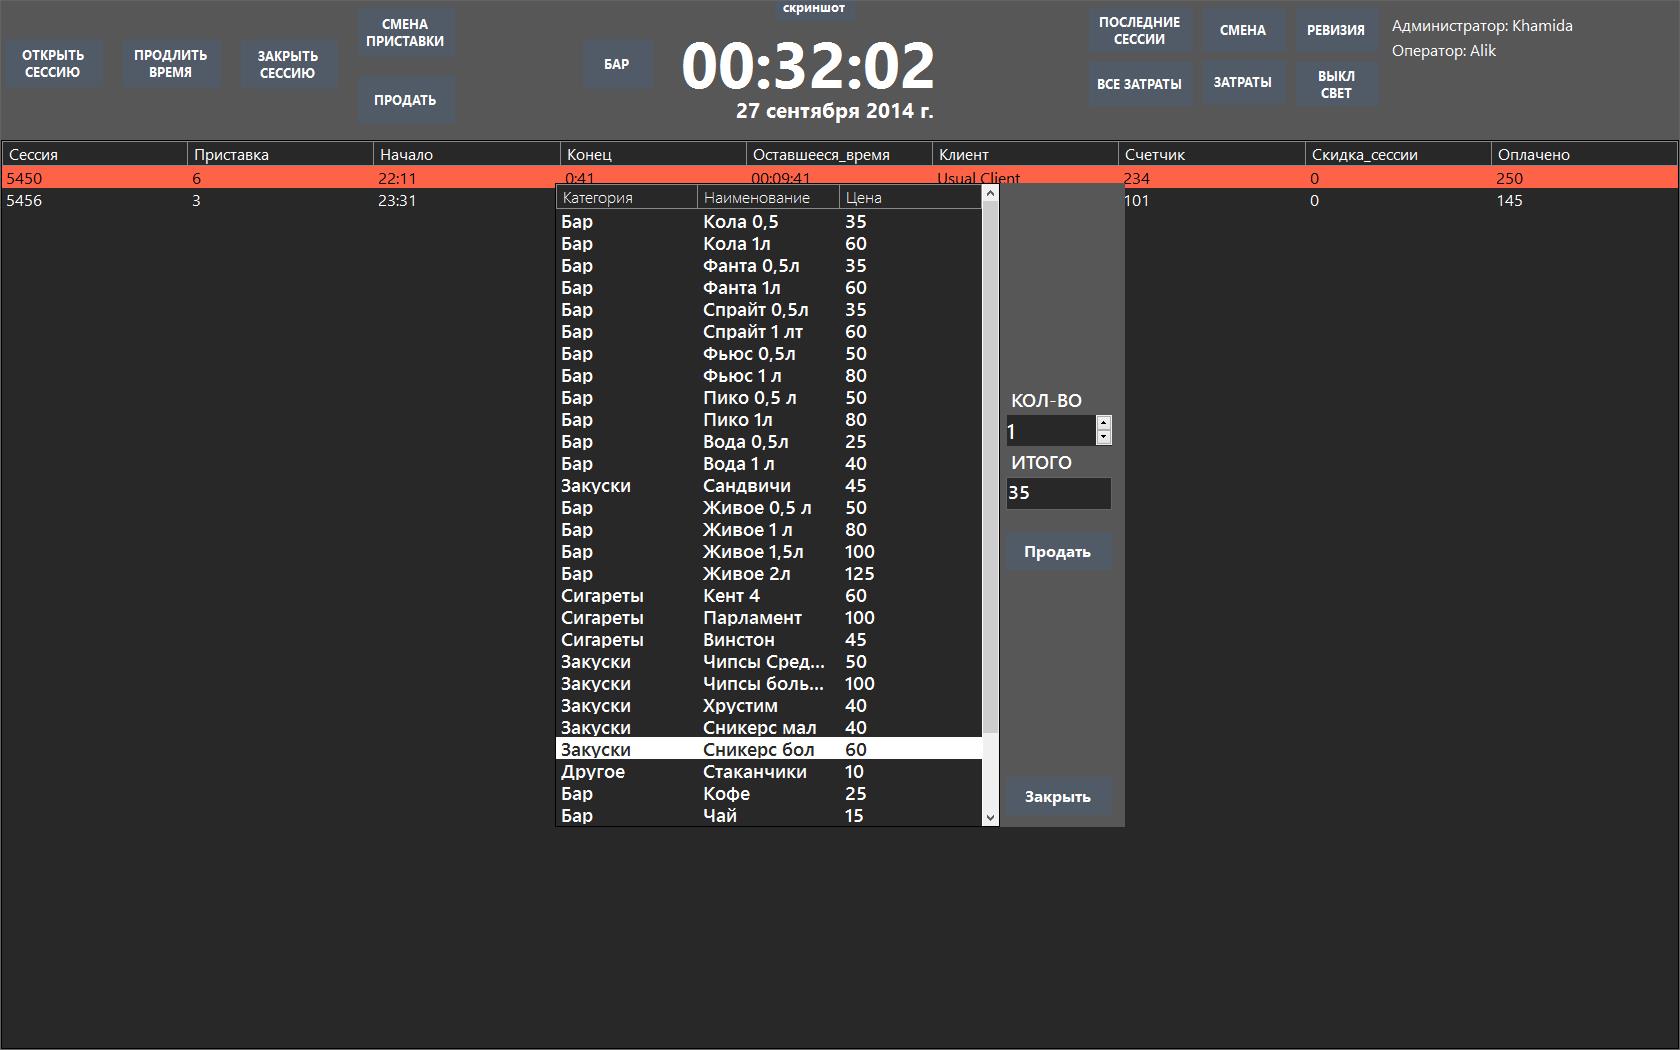 скриншот
ОТКРЫТЬ
СЕССИЮ
ПРОДЛИТЬ
ВРЕМЯ
ЗАКРЫТЬ
СЕССИЮ
СМЕНА
ПРИСТАВКИ
ПРОДАТЬ
БАР
00:32:02
27 сентября 2014 г.
ПОСЛЕДНИЕ
СЕССИИ
СМЕНА
РЕВИЗИЯ
ВСЕ ЗАТРАТЫ
ЗАТРАТЫ
ВЫКЛ
СВЕТ
Администратор: Khamida
Оператор: Alik
Сессия Приставка Начало Конец Оставшееся_время Клиент Счетчик Скидка_сессии Оплачено
5450 6 22:11 0:41 00:09:41 Usual Client 234 0 250
5456 3 23:31 101 0 145
Категория Наименование Цена
Бар Кола 0,5 35
Бар Кола 1л 60
Бар Фанта 0,5л 35
Бар Фанта 1л 60
Бар Спрайт 0,5л 35
Бар Спрайт 1 лт 60
Бар Фьюс 0,5л 50
Бар Фьюс 1 л 80
Бар Пико 0,5 л 50
Бар Пико 1л 80
Бар Вода 0,5л 25
Бар Вода 1 л 40
Закуски Сандвичи 45
Бар Живое 0,5 л 50
Бар Живое 1 л 80
Бар Живое 1,5л 100
Бар Живое 2л 125
Сигареты Кент 4 60
Сигареты Парламент 100
Сигареты Винстон 45
Закуски Чипсы Сред... 50
Закуски Чипсы боль... 100
Закуски Хрустим 40
Закуски Сникерс мал 40
Закуски Сникерс бол 60
Другое Стаканчики 10
Бар Кофе 25
Бар Чай 15
КОЛ-ВО
1
ИТОГО
35
Продать
Закрыть